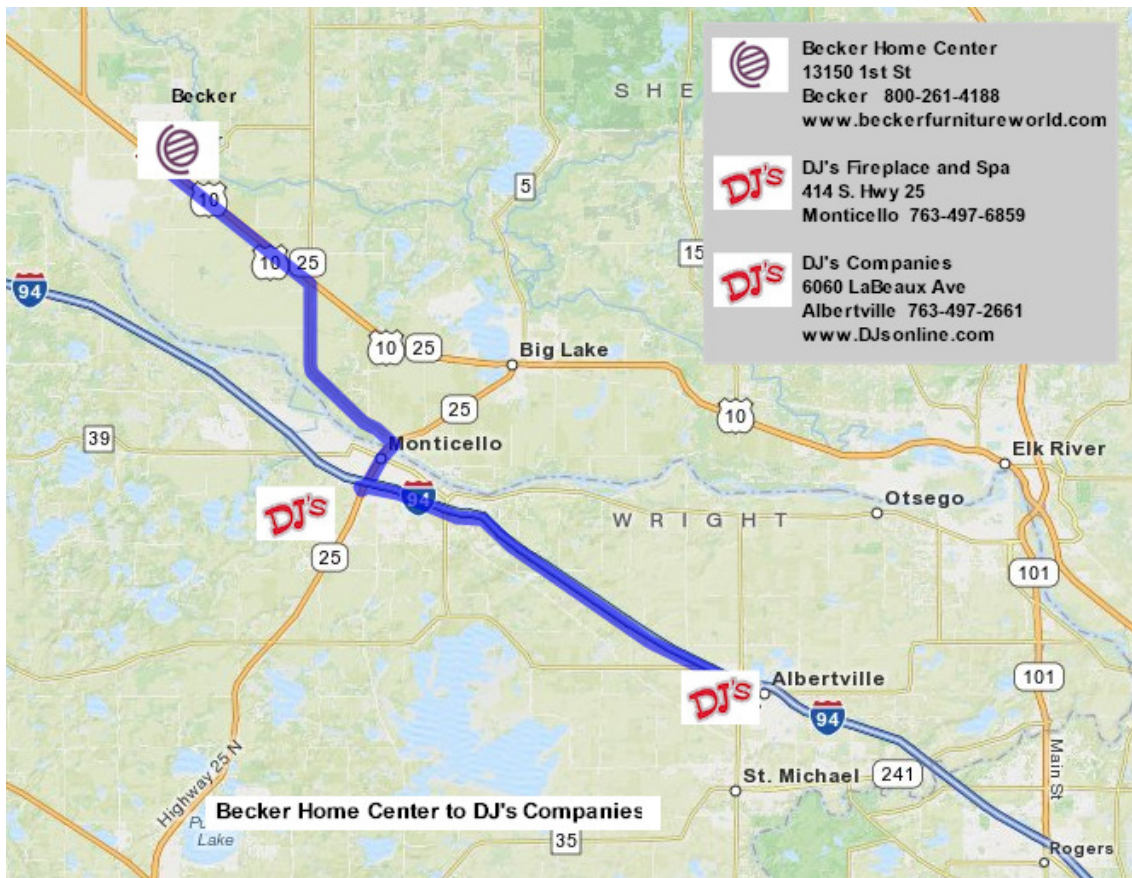 Becker Home Center
13150 1st St
Becker 800-261-4188
www.beckerfurnitureworld.com
DJ's
DJ's Fireplace and Spa
414 S. Hwy 25
Monticello 763-497-6859
DJ's
DJ's Companies
6060 LaBeaux Ave
Albertville 763-497-2661
www.DJsonline.com
Becker
SHE
5
10
15
10 25
94
10 25
Big Lake
25
10
39
Monticello
Elk River
94
Otsego
DJ's
WRIGHT
25
101
DJ's
Albertville
101
94
St. Michael
241
Highway 25 N
Main St
Becker Home Center to DJ's Companies
Lake
35
Rogers